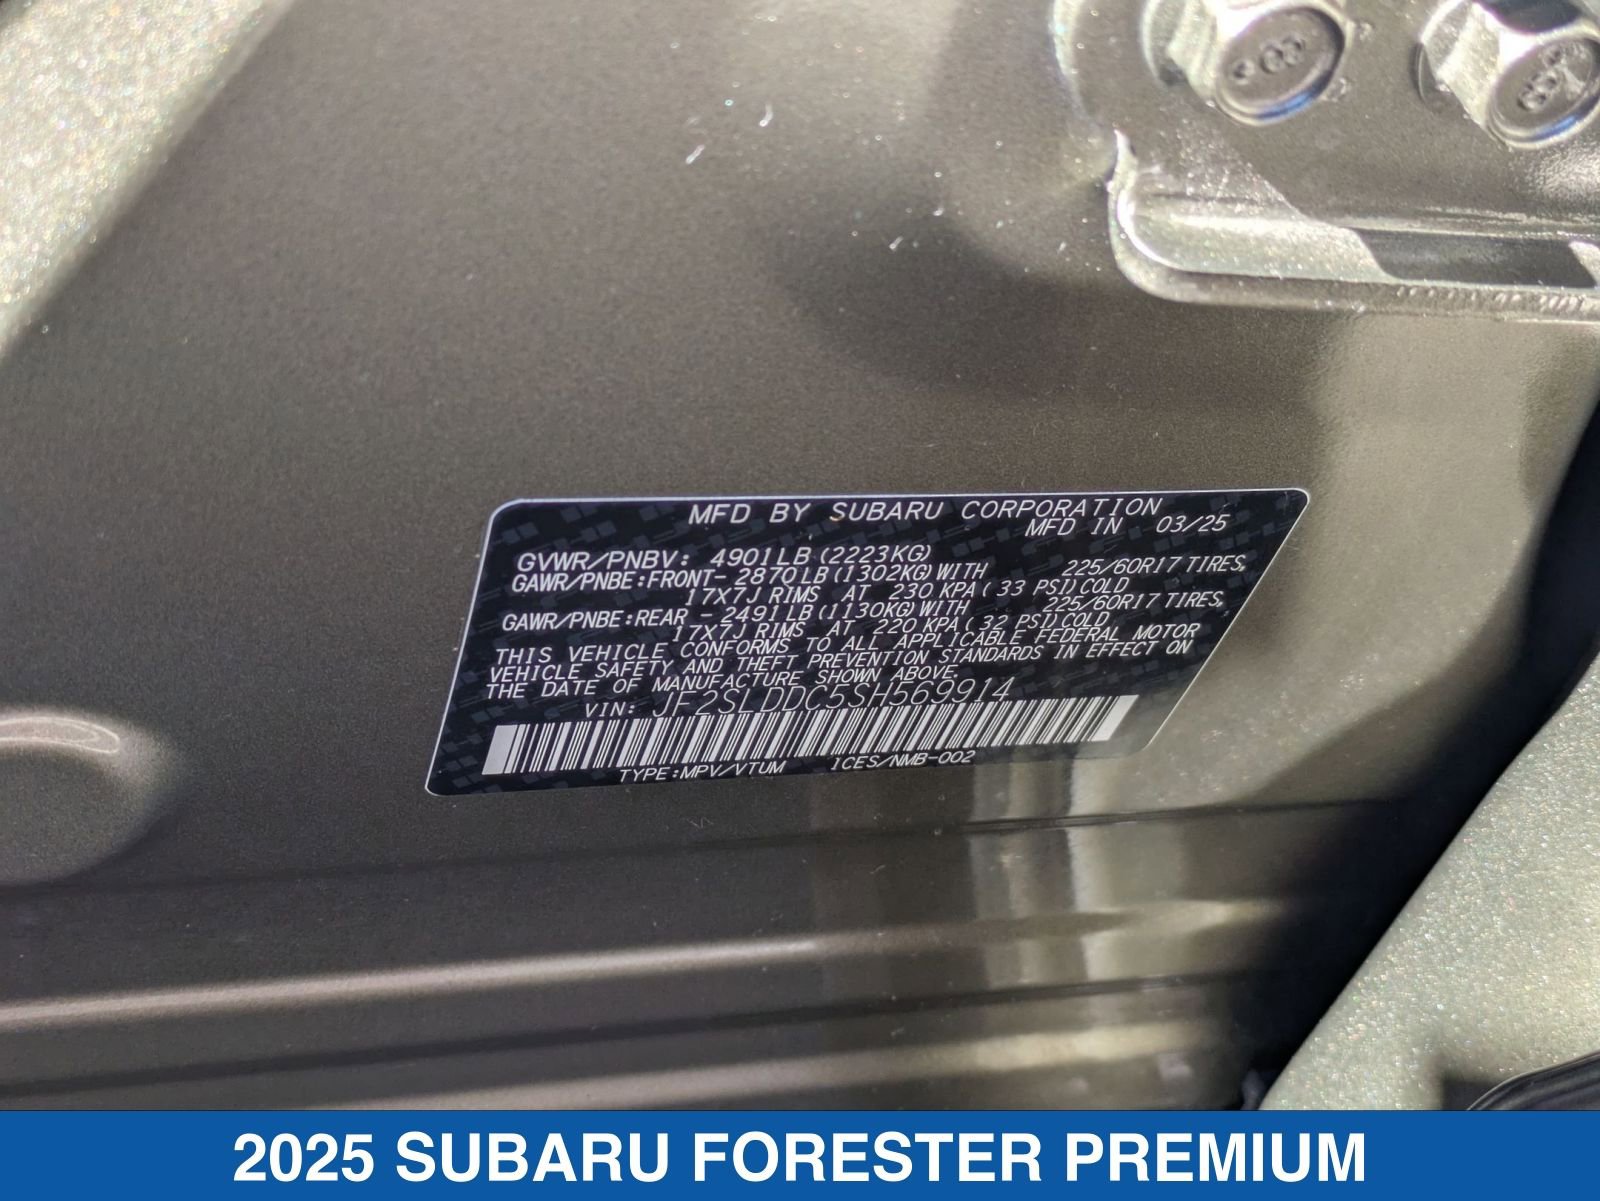 MFD BY SUBARU CORPORATION
MFD IN 03/25
GVWR/PNBV: 4901LB(2223KG)
GAWR/PNBE:FRONT- 2870LB(1302KG)WITH 225/60R17 TIRES,
17X7J RIMS AT 230 KPA( 33 PSI)COLD
GAWR/PNBE:REAR - 2491LB(1130KG)WITH 225/60R17 TIRES,
17X7J RIMS AT 220 KPA( 32 PSI)COLD
THIS VEHICLE CONFORMS TO ALL APPLICABLE FEDERAL MOTOR
VEHICLE SAFETY AND THEFT PREVENTION STANDARDS IN EFFECT ON
THE DATE OF MANUFACTURE SHOWN ABOVE.
VIN: JF2SLDDC5SH569914
TYPE:MPV/VTUM ICES/NMB-002
2025 SUBARU FORESTER PREMIUM